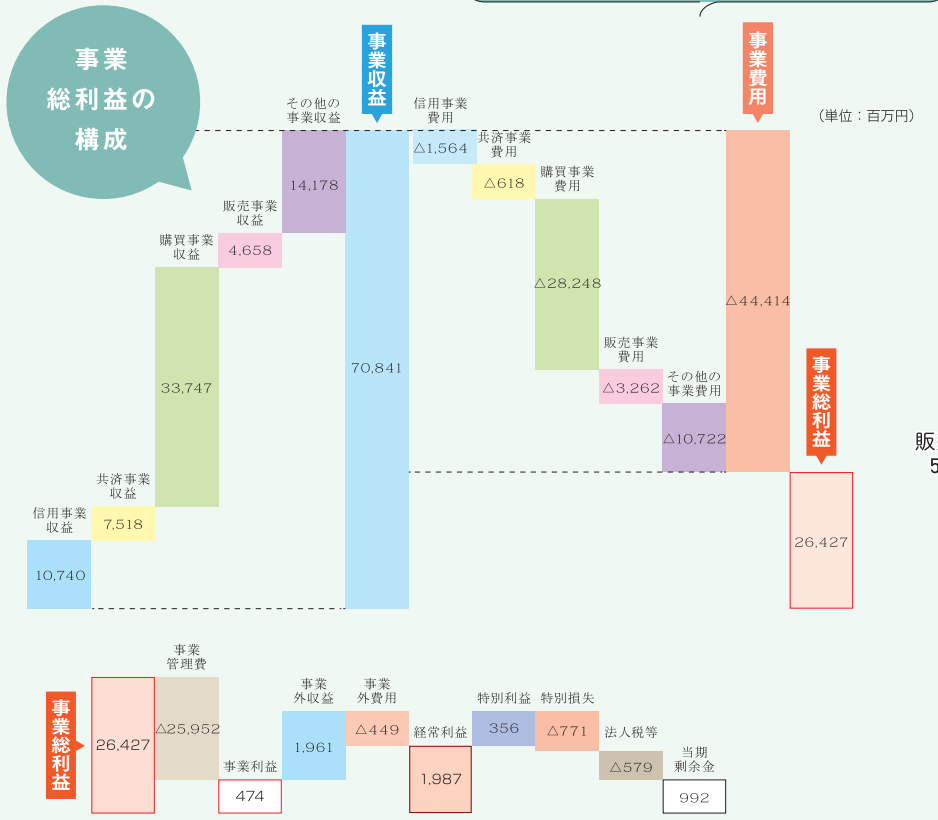 事業
総利益の
構成
(単位：百万円)
事業収益
事業費用
その他の
事業収益
14,178
信用事業
費用
△1,564
共済事業
費用
△618
購買事業
費用
△28,248
販売事業
収益
4,658
購買事業
収益
33,747
70,841
△44,414
販売事業
費用
△3,262
その他の
事業費用
△10,722
事業総利益
26,427
共済事業
収益
7,518
信用事業
収益
10,740
販
5
事業総利益
26,427
事業
管理費
△25,952
事業利益
474
事業
外収益
1,961
事業
外費用
△449
経常利益
1,987
特別利益
356
特別損失
△771
法人税等
△579
当期
剰余金
992